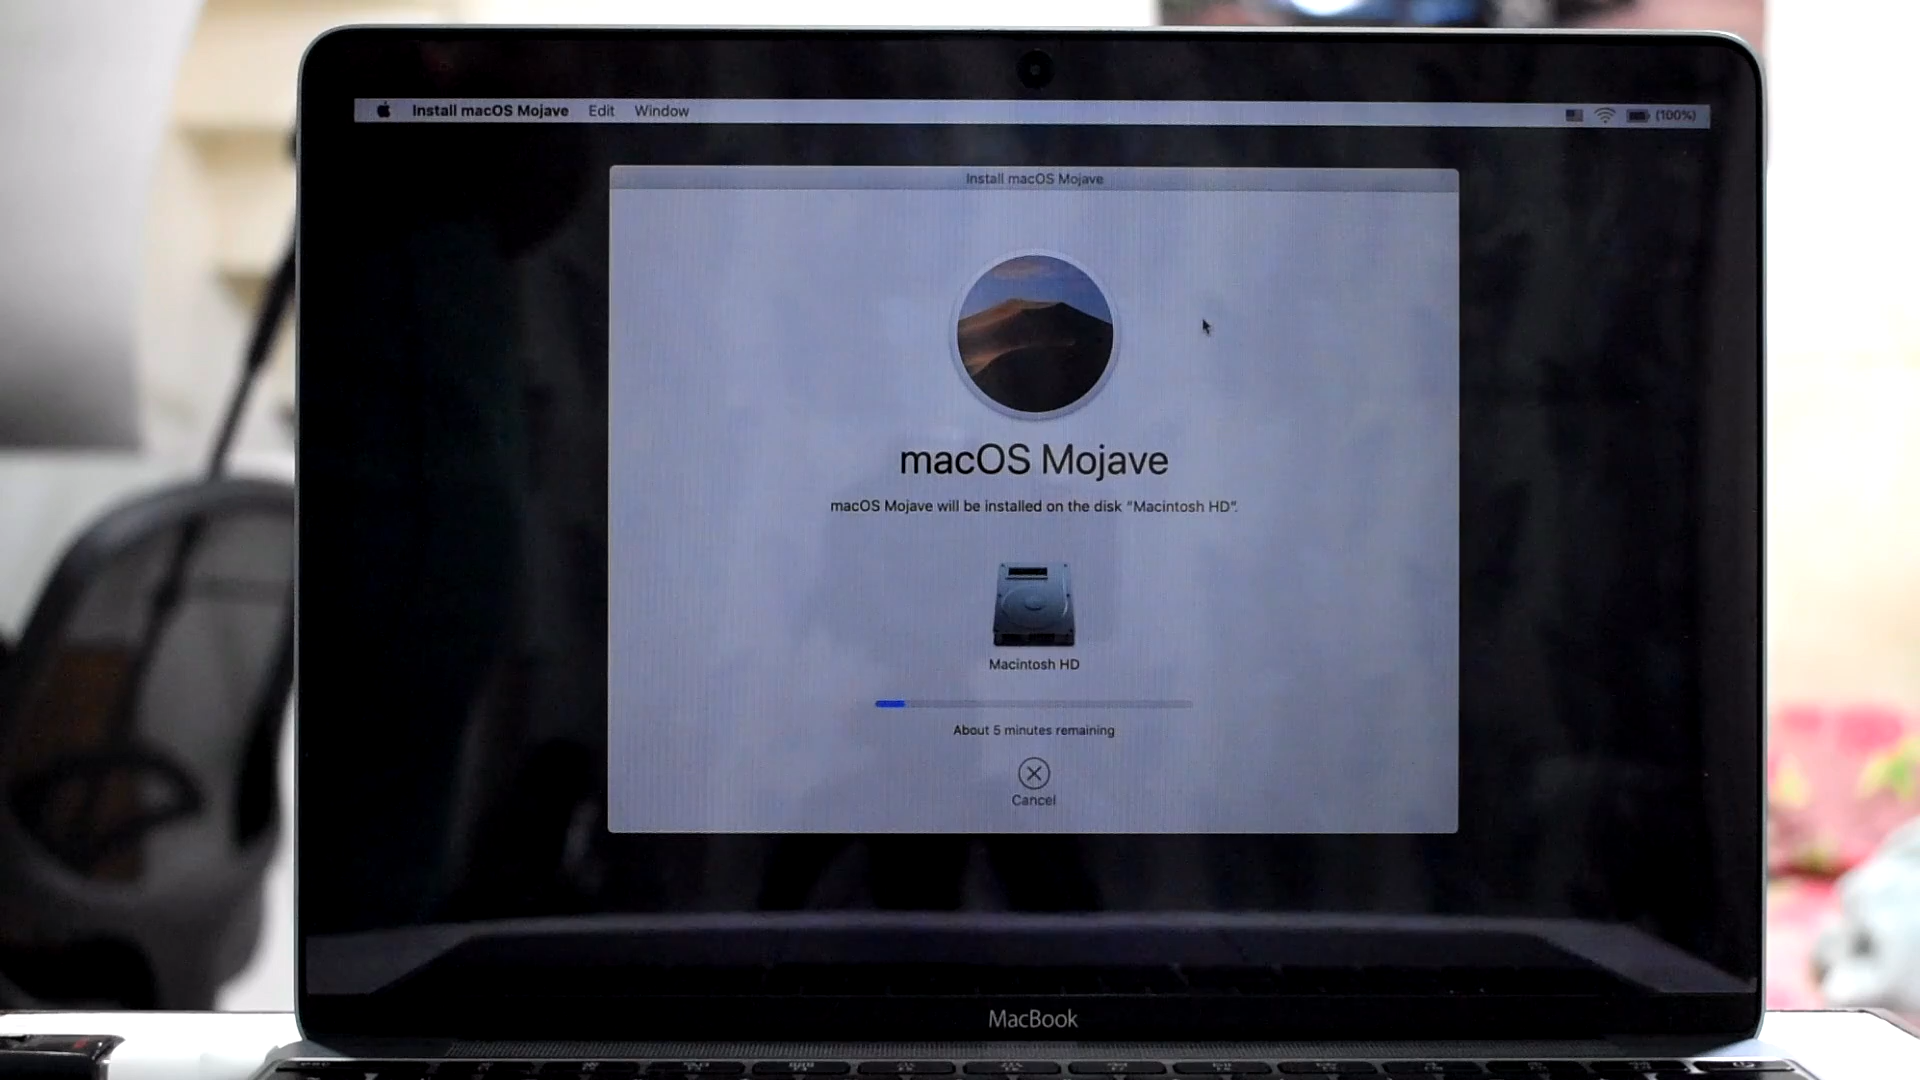 Install macOS Mojave Edit Window (100%)
Install macOS Mojave
macOS Mojave
macOS Mojave will be installed on the disk “Macintosh HD”.
Macintosh HD
About 5 minutes remaining
Cancel
MacBook